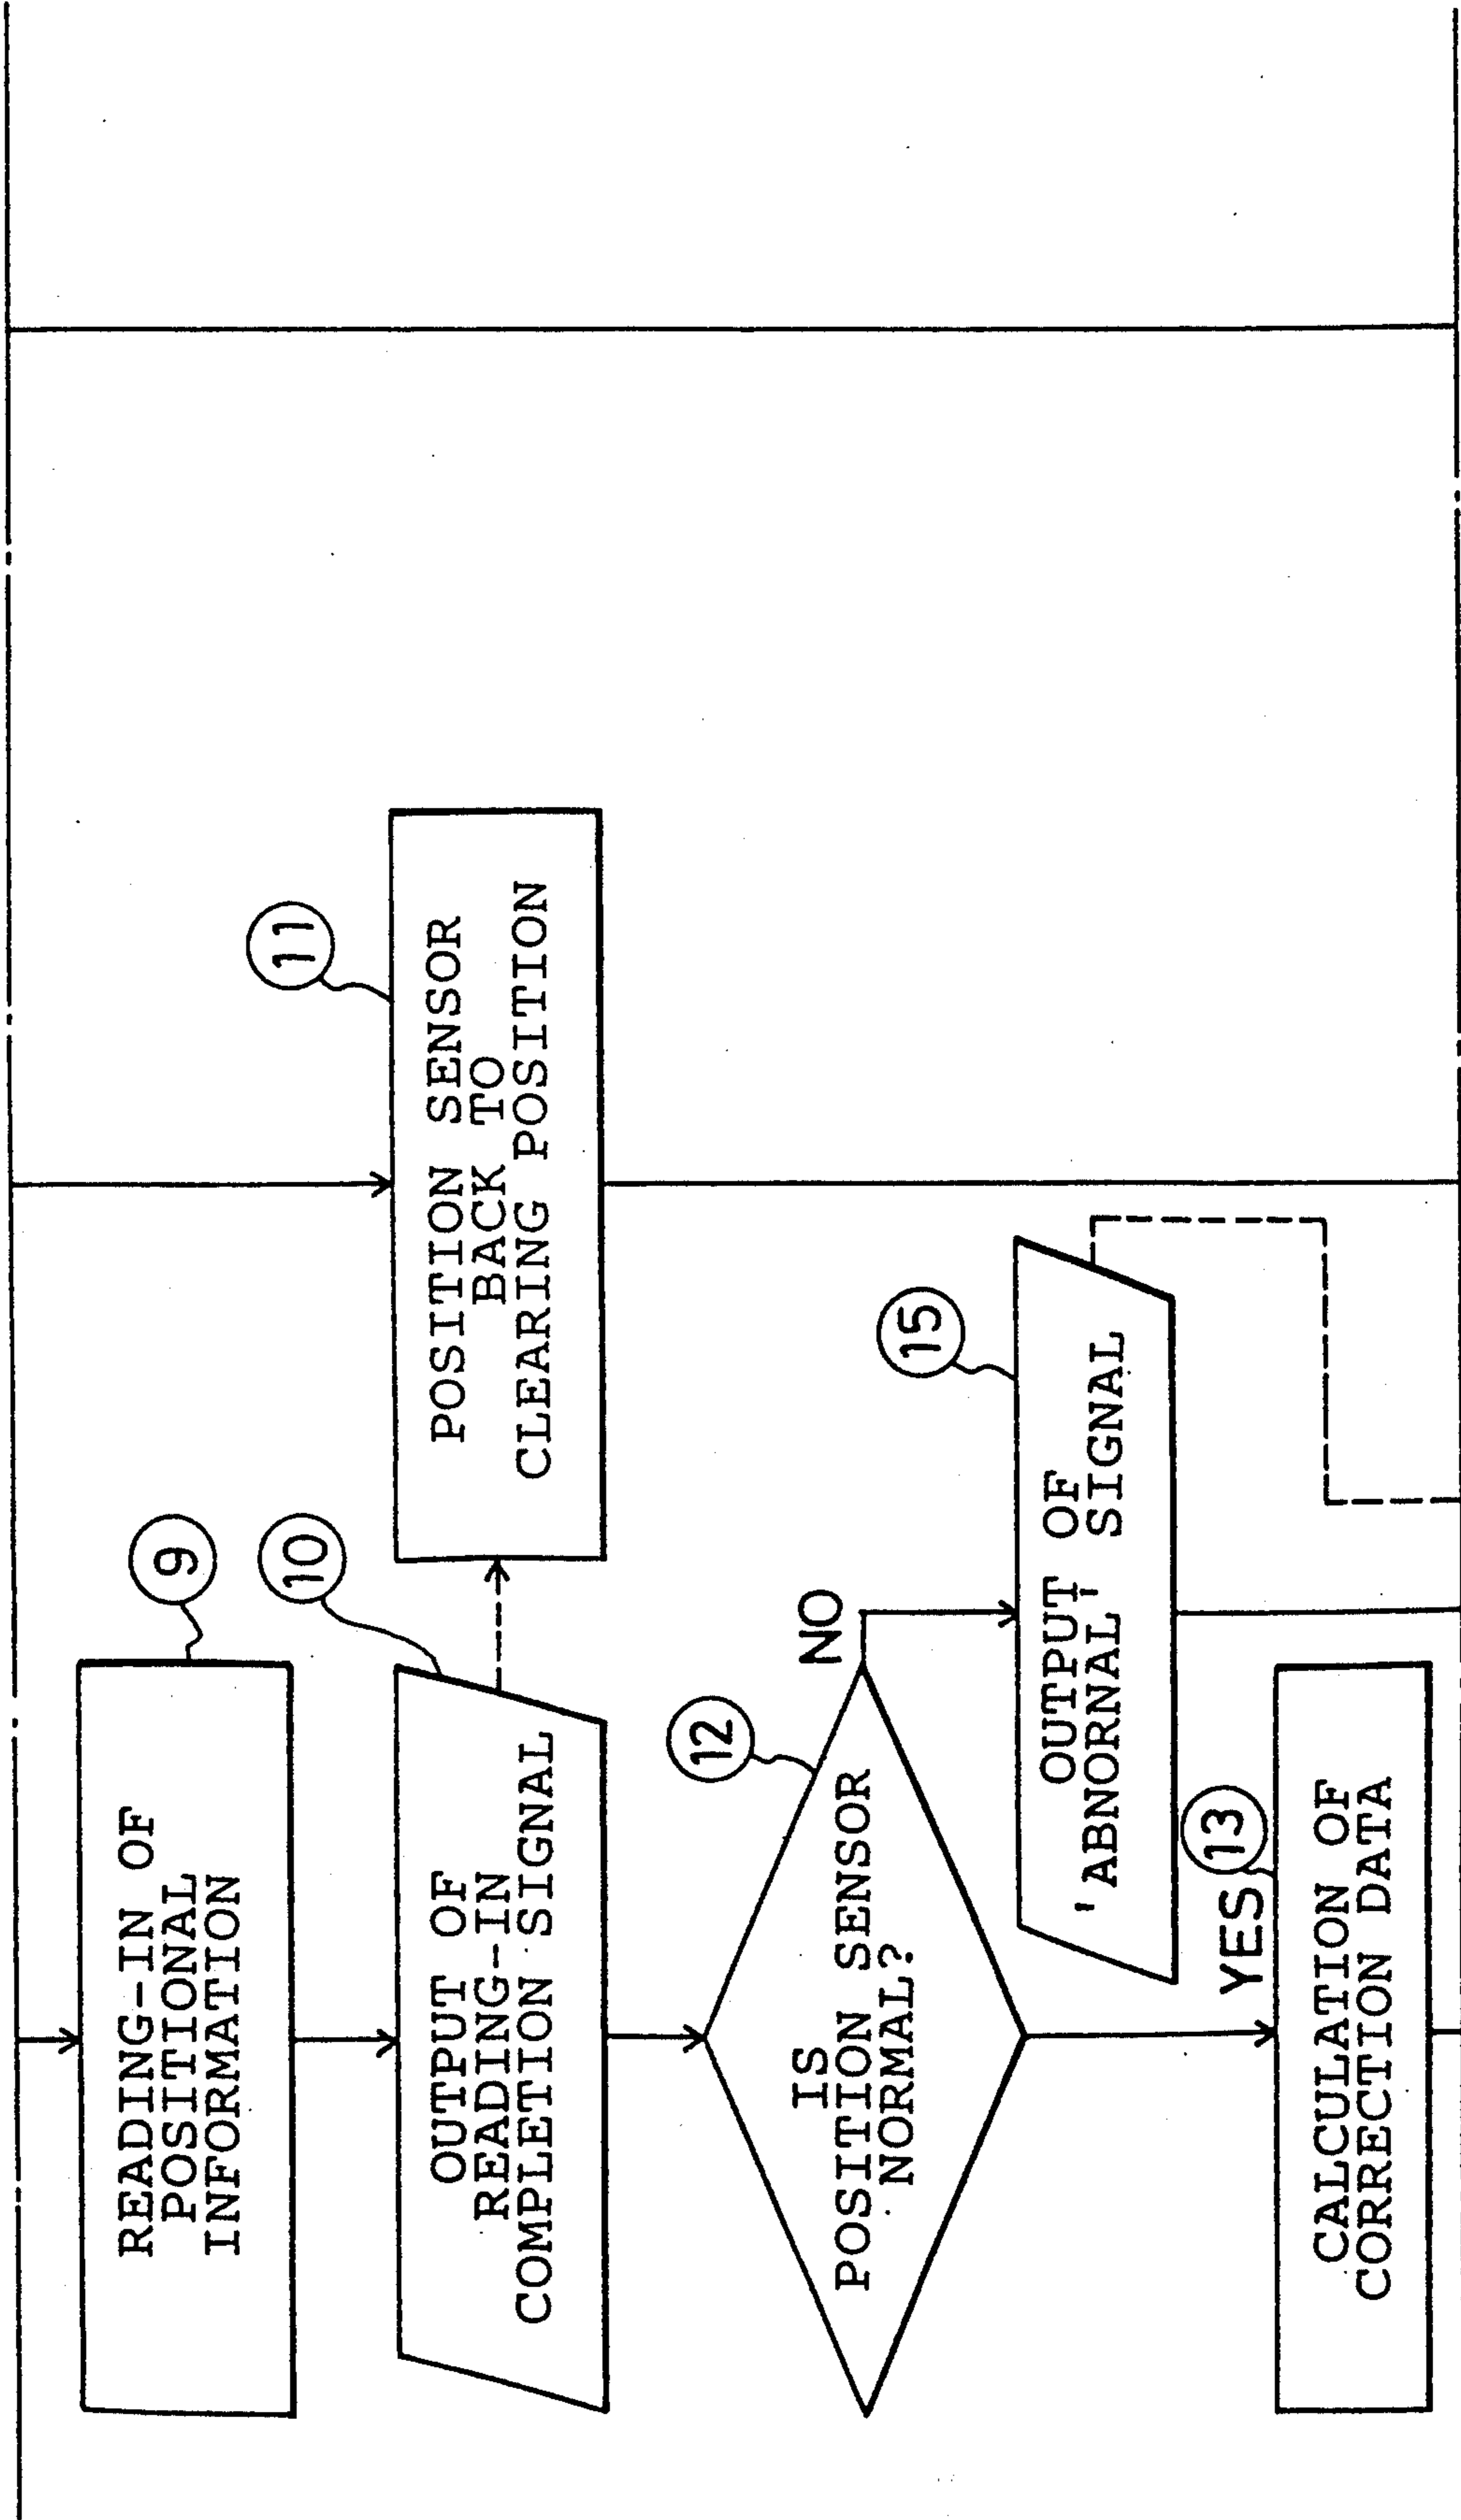 9
READING-IN OF
POSITIONAL
INFORMATION
10
OUTPUT OF
READING-IN
COMPLETION SIGNAL
11
POSITION SENSOR
BACK TO
CLEARING POSITION
12
IS
POSITION SENSOR
NORMAL?
NO
15
OUTPUT OF
'ABNORNAL' SIGNAL
YES
13
CALCULATION OF
CORRECTION DATA